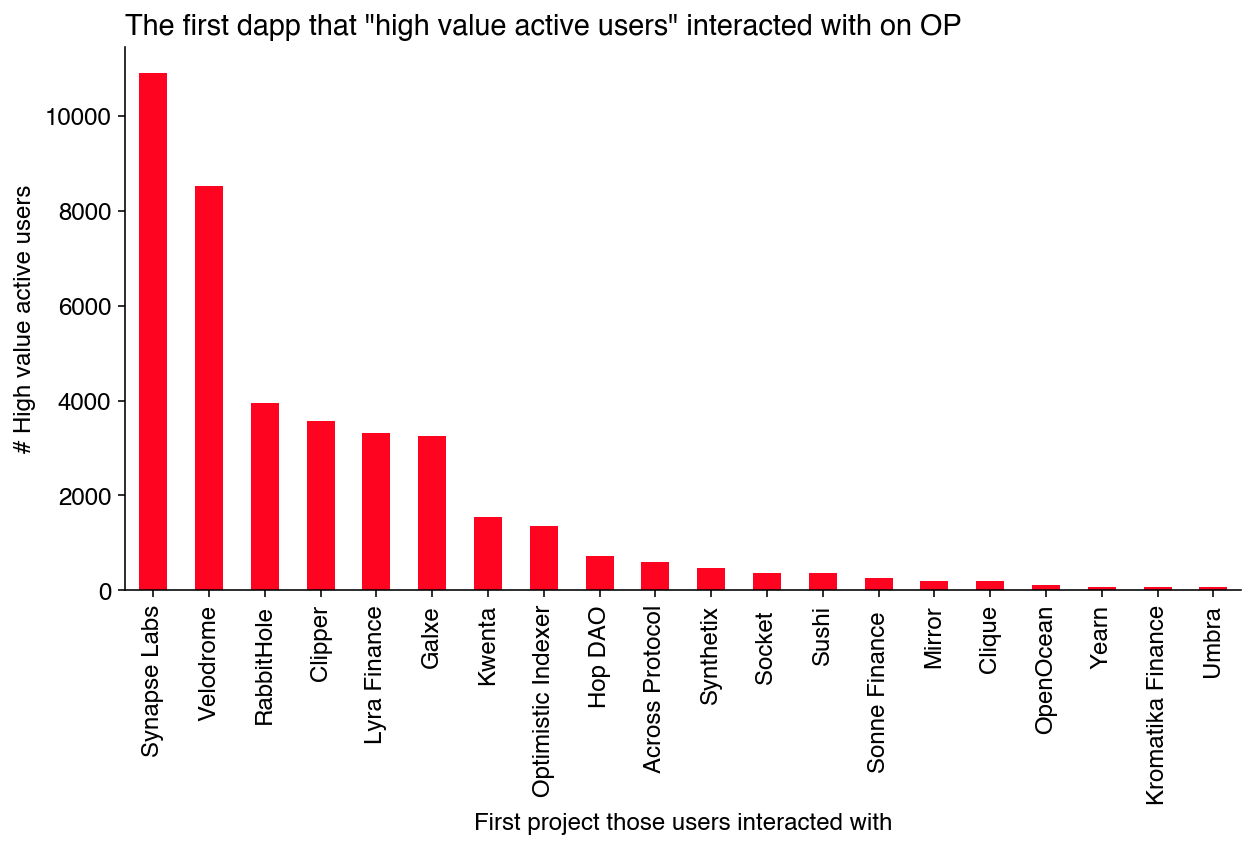 The first dapp that "high value active users" interacted with on OP
# High value active users
10000
8000
6000
4000
2000
0
Synapse Labs
Velodrome
RabbitHole
Clipper
Lyra Finance
Galxe
Kwenta
Optimistic Indexer
Hop DAO
Across Protocol
Synthetix
Socket
Sushi
Sonne Finance
Mirror
Clique
OpenOcean
Yearn
Kromatika Finance
Umbra
First project those users interacted with